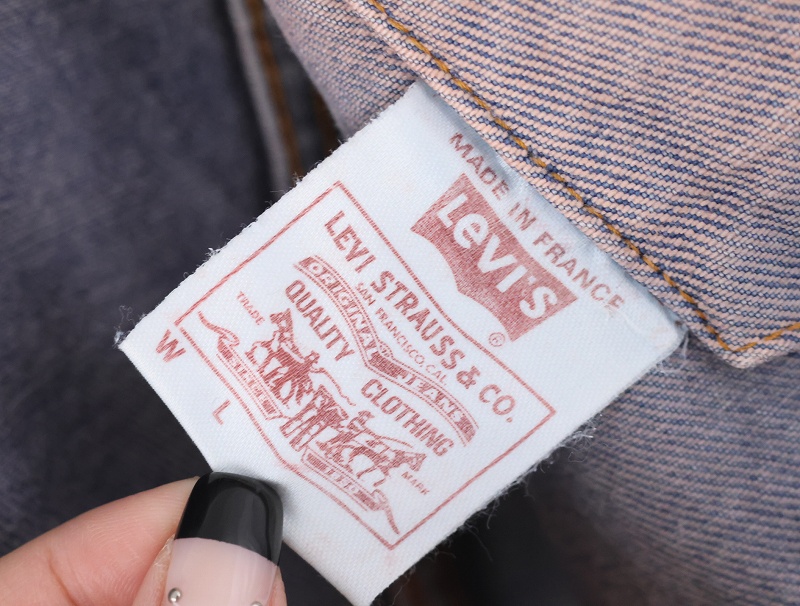 MADE IN FRANCE
LEVI'S ®
LEVI STRAUSS & CO.
SAN FRANCISCO, CAL.
ORIGINAL RIVETED
QUALITY CLOTHING
TRADE MARK
W
L